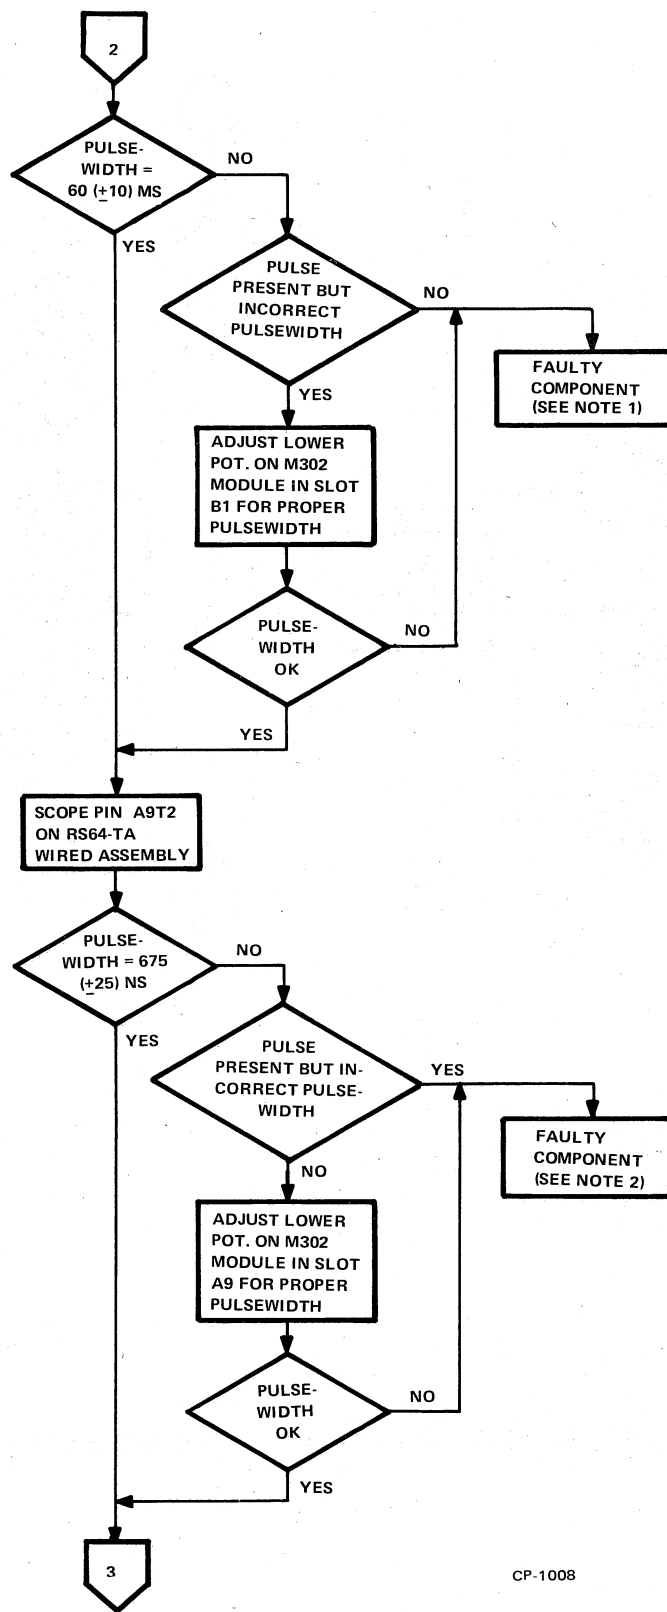 2
PULSE-
WIDTH =
60 (±10) MS
NO
YES
PULSE
PRESENT BUT
INCORRECT
PULSEWIDTH
NO
YES
FAULTY
COMPONENT
(SEE NOTE 1)
ADJUST LOWER
POT. ON M302
MODULE IN SLOT
B1 FOR PROPER
PULSEWIDTH
PULSE-
WIDTH
OK
NO
YES
SCOPE PIN A9T2
ON RS64-TA
WIRED ASSEMBLY
PULSE-
WIDTH = 675
(±25) NS
NO
YES
PULSE
PRESENT BUT IN-
CORRECT PULSE-
WIDTH
YES
NO
FAULTY
COMPONENT
(SEE NOTE 2)
ADJUST LOWER
POT. ON M302
MODULE IN SLOT
A9 FOR PROPER
PULSEWIDTH
PULSE-
WIDTH
OK
NO
YES
3
CP-1008